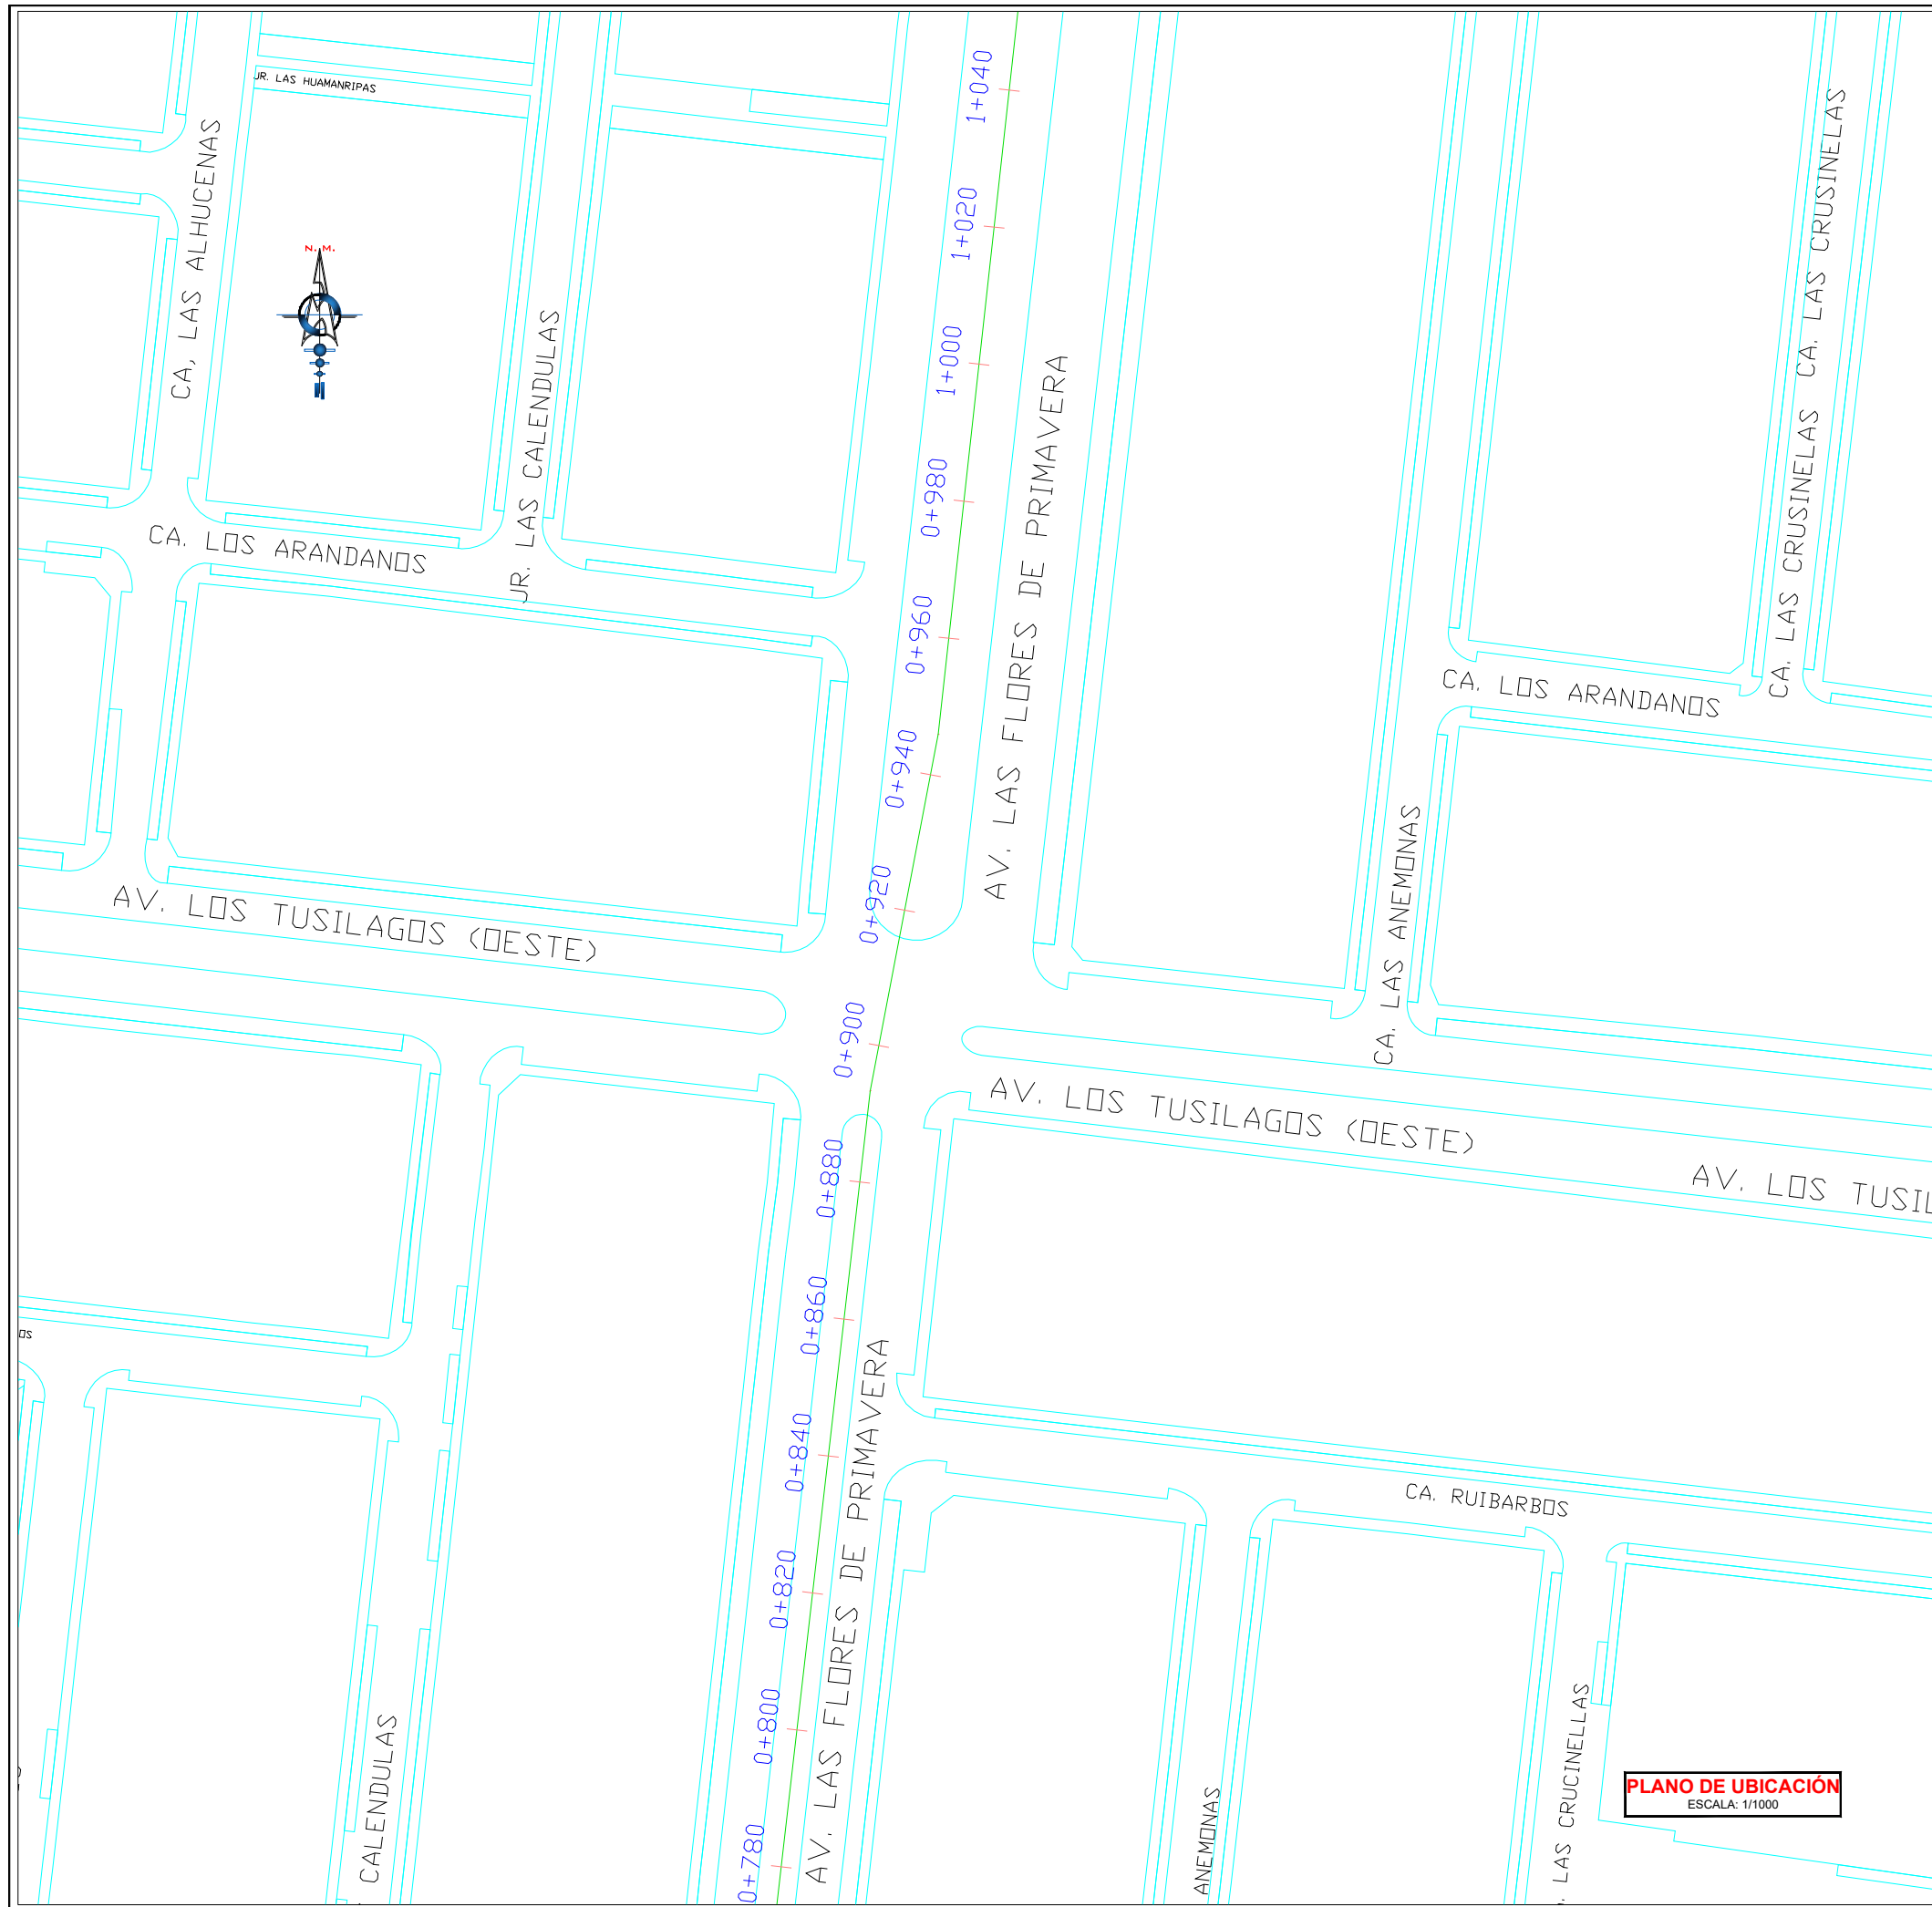 JR. LAS HUAMANRIPAS
1+040
CA, LAS ALHUCENAS
CA. LAS CRUSINELAS
1+020
N. M.
1+000
JR. LAS CALENDULAS
AV. LAS FLORES DE PRIMAVERA
CA. LAS CRUSINELAS
0+980
CA. LOS ARANDANOS
0+960
CA. LOS ARANDANOS
0+940
CA. LAS ANEMONAS
0+920
AV. LOS TUSILAGOS (OESTE)
0+900
AV. LOS TUSILAGOS (OESTE)
0+880
AV. LOS TUSIL
0+860
OS
AV. LAS FLORES DE PRIMAVERA
0+840
CA. RUIBARBOS
0+820
0+800
CALENDULAS
LAS CRUCINELLAS
ANEMONAS
0+780
PLANO DE UBICACIÓN
ESCALA: 1/1000